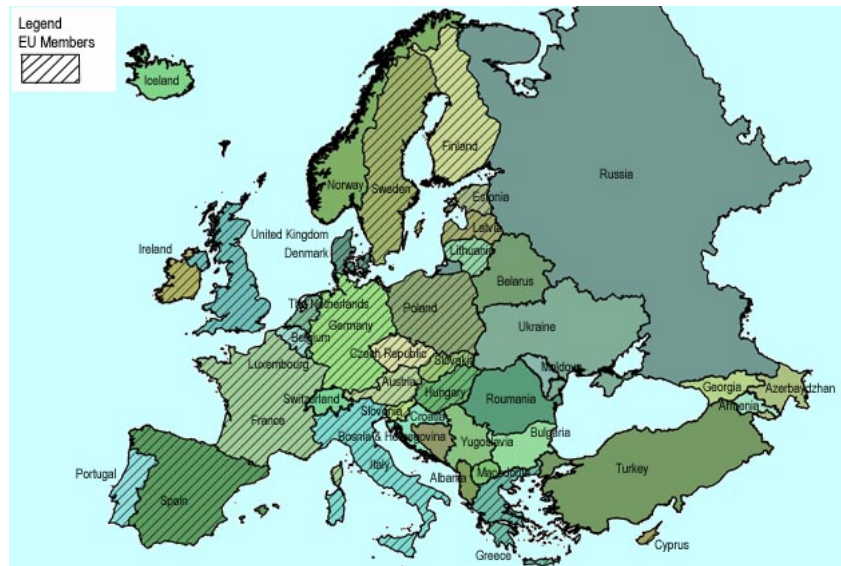 Legend
EU Members
Iceland
Norway
Sweden
Finland
Russia
Estonia
Latvia
Lithuania
United Kingdom
Denmark
Ireland
Belarus
The Netherlands
Poland
Germany
Belgium
Ukraine
Luxembourg
Czech Republic
Slovakia
Moldova
Austria
Hungary
Roumania
Georgia
Azerbaydzhan
Switzerland
Slovenia
Croatia
Armenia
France
Bosnia & Hercegovina
Yugoslavia
Bulgaria
Italy
Portugal
Spain
Albania
Macedonia
Turkey
Greece
Cyprus